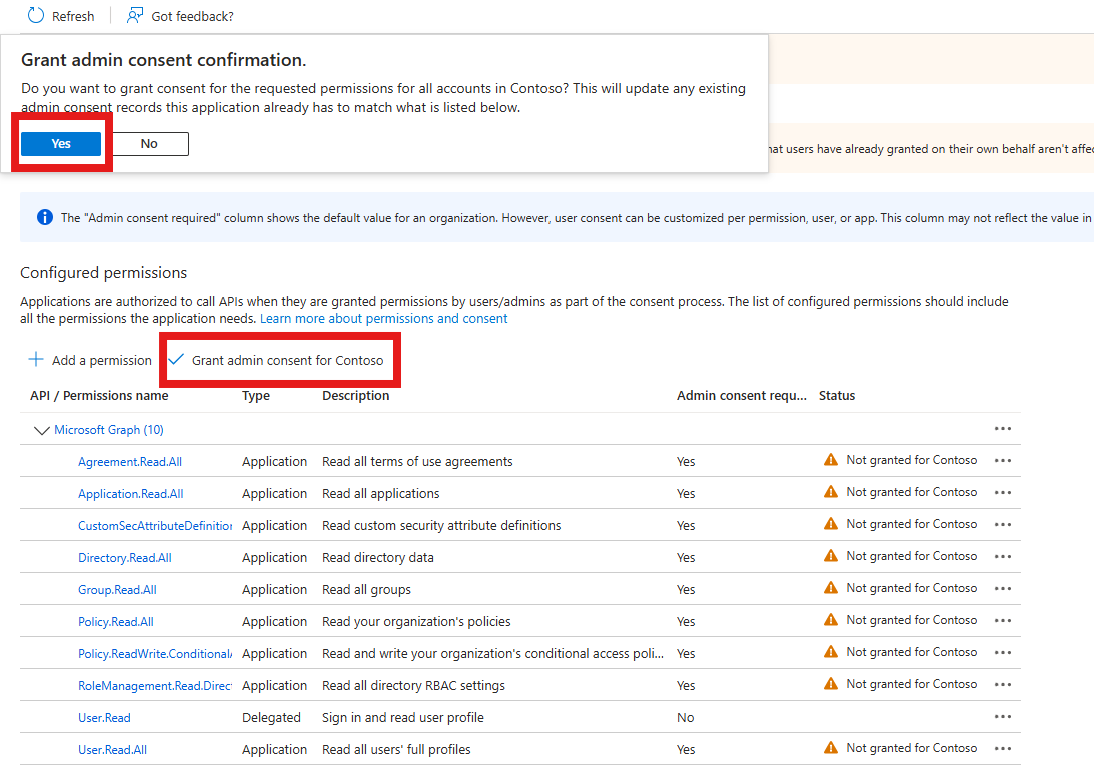 Refresh
Got feedback?
Grant admin consent confirmation.
Do you want to grant consent for the requested permissions for all accounts in Contoso? This will update any existing
admin consent records this application already has to match what is listed below.
Yes
No
hat users have already granted on their own behalf aren't affec
The "Admin consent required" column shows the default value for an organization. However, user consent can be customized per permission, user, or app. This column may not reflect the value in
Configured permissions
Applications are authorized to call APIs when they are granted permissions by users/admins as part of the consent process. The list of configured permissions should include
all the permissions the application needs. Learn more about permissions and consent
Add a permission
Grant admin consent for Contoso
API / Permissions name Type Description Admin consent requ... Status
Microsoft Graph (10)
Agreement.Read.All Application Read all terms of use agreements Yes Not granted for Contoso
Application.Read.All Application Read all applications Yes Not granted for Contoso
CustomSecAttributeDefinition Application Read custom security attribute definitions Yes Not granted for Contoso
Directory.Read.All Application Read directory data Yes Not granted for Contoso
Group.Read.All Application Read all groups Yes Not granted for Contoso
Policy.Read.All Application Read your organization's policies Yes Not granted for Contoso
Policy.ReadWrite.ConditionalA Application Read and write your organization's conditional access poli... Yes Not granted for Contoso
RoleManagement.Read.Direct Application Read all directory RBAC settings Yes Not granted for Contoso
User.Read Delegated Sign in and read user profile No
User.Read.All Application Read all users' full profiles Yes Not granted for Contoso